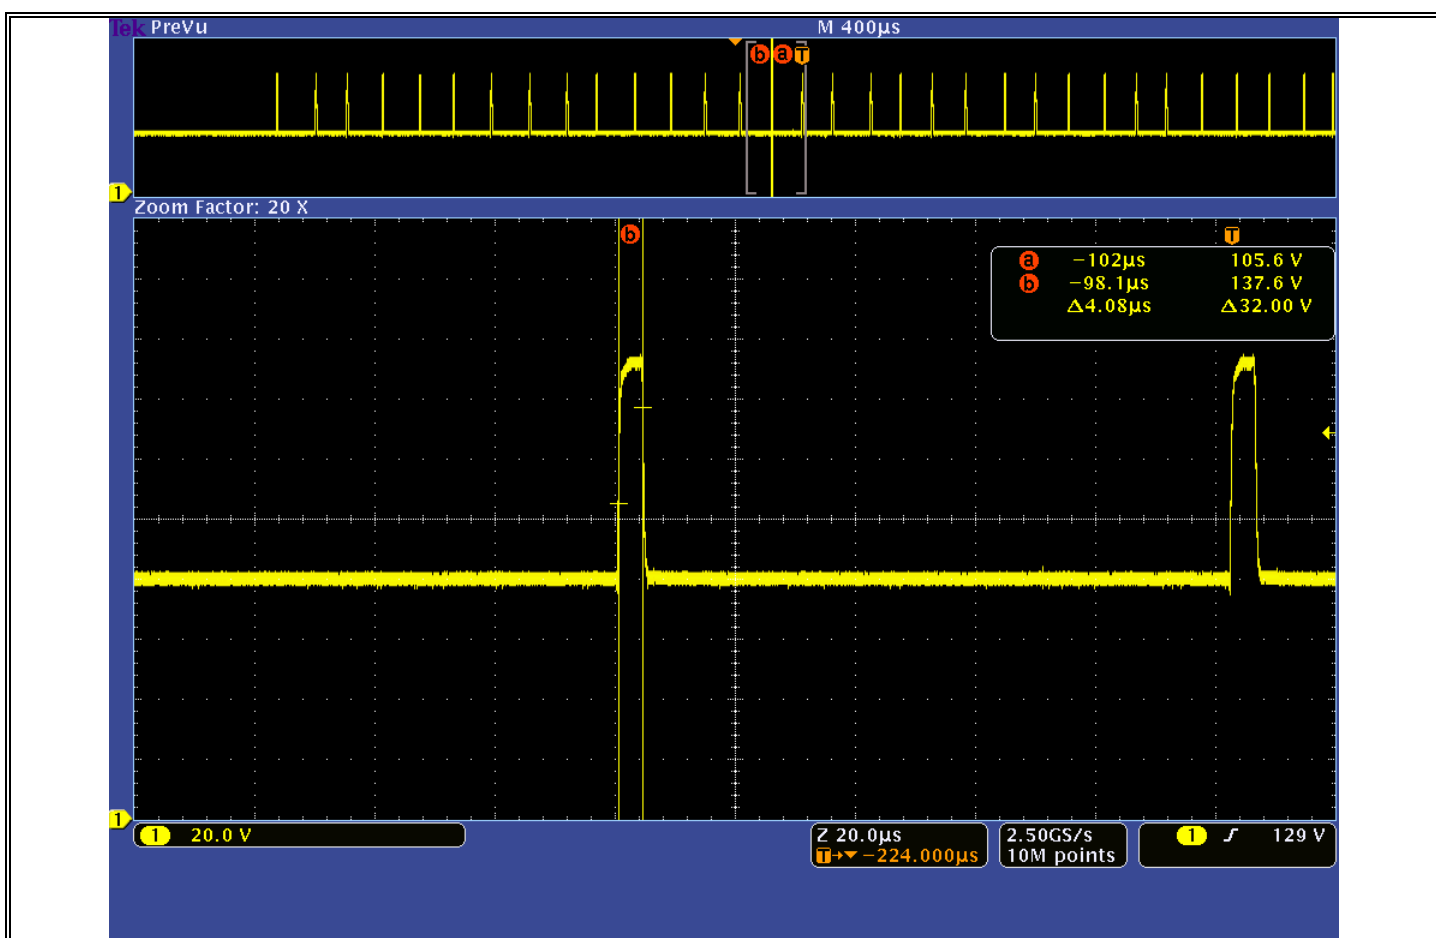 Tek PreVu M 400µs
b a T
1
Zoom Factor: 20 X
b T
a −102µs 105.6 V
b −98.1µs 137.6 V
Δ4.08µs Δ32.00 V
1
1 20.0 V
Z 20.0µs 2.50GS/s 1 129 V
T→▼−224.000µs 10M points